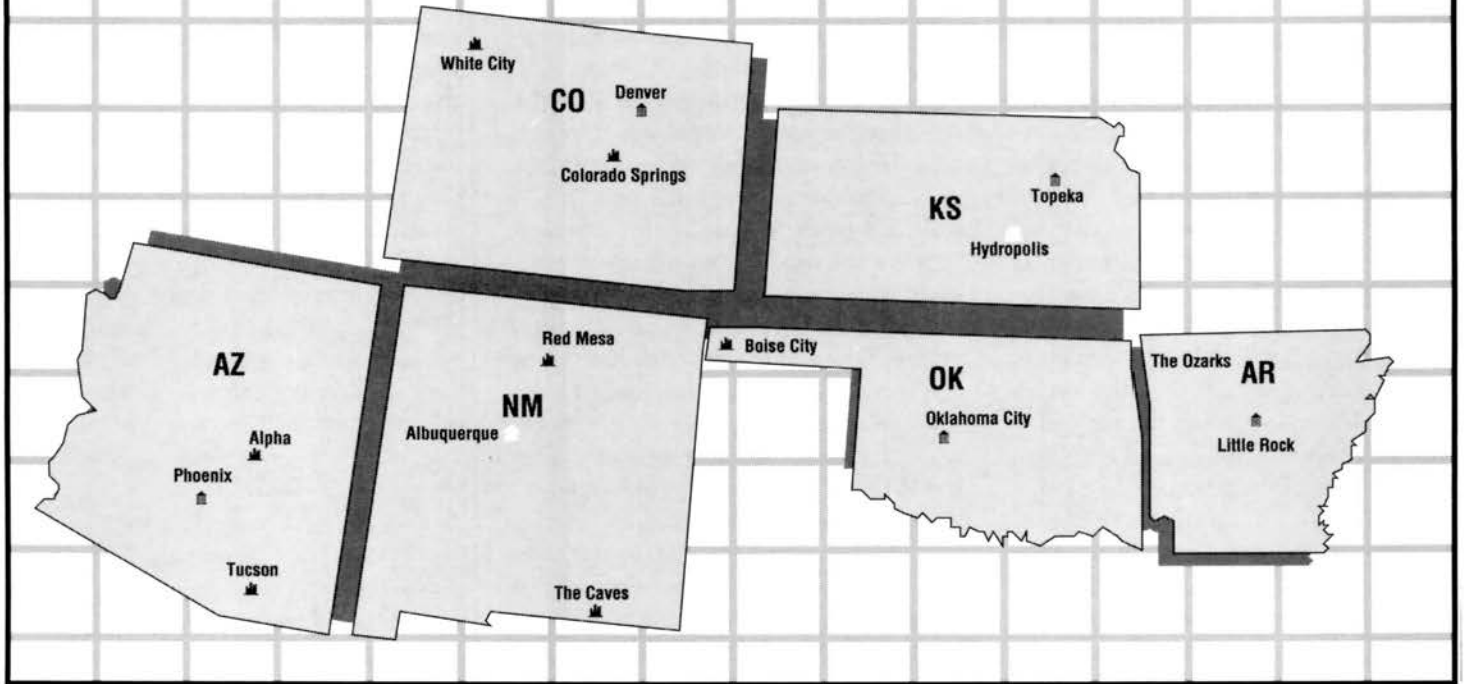 White City
CO
Denver
Colorado Springs
KS
Topeka
Hydropolis
AZ
Alpha
Phoenix
Tucson
Red Mesa
NM
Albuquerque
The Caves
Boise City
OK
Oklahoma City
The Ozarks
AR
Little Rock